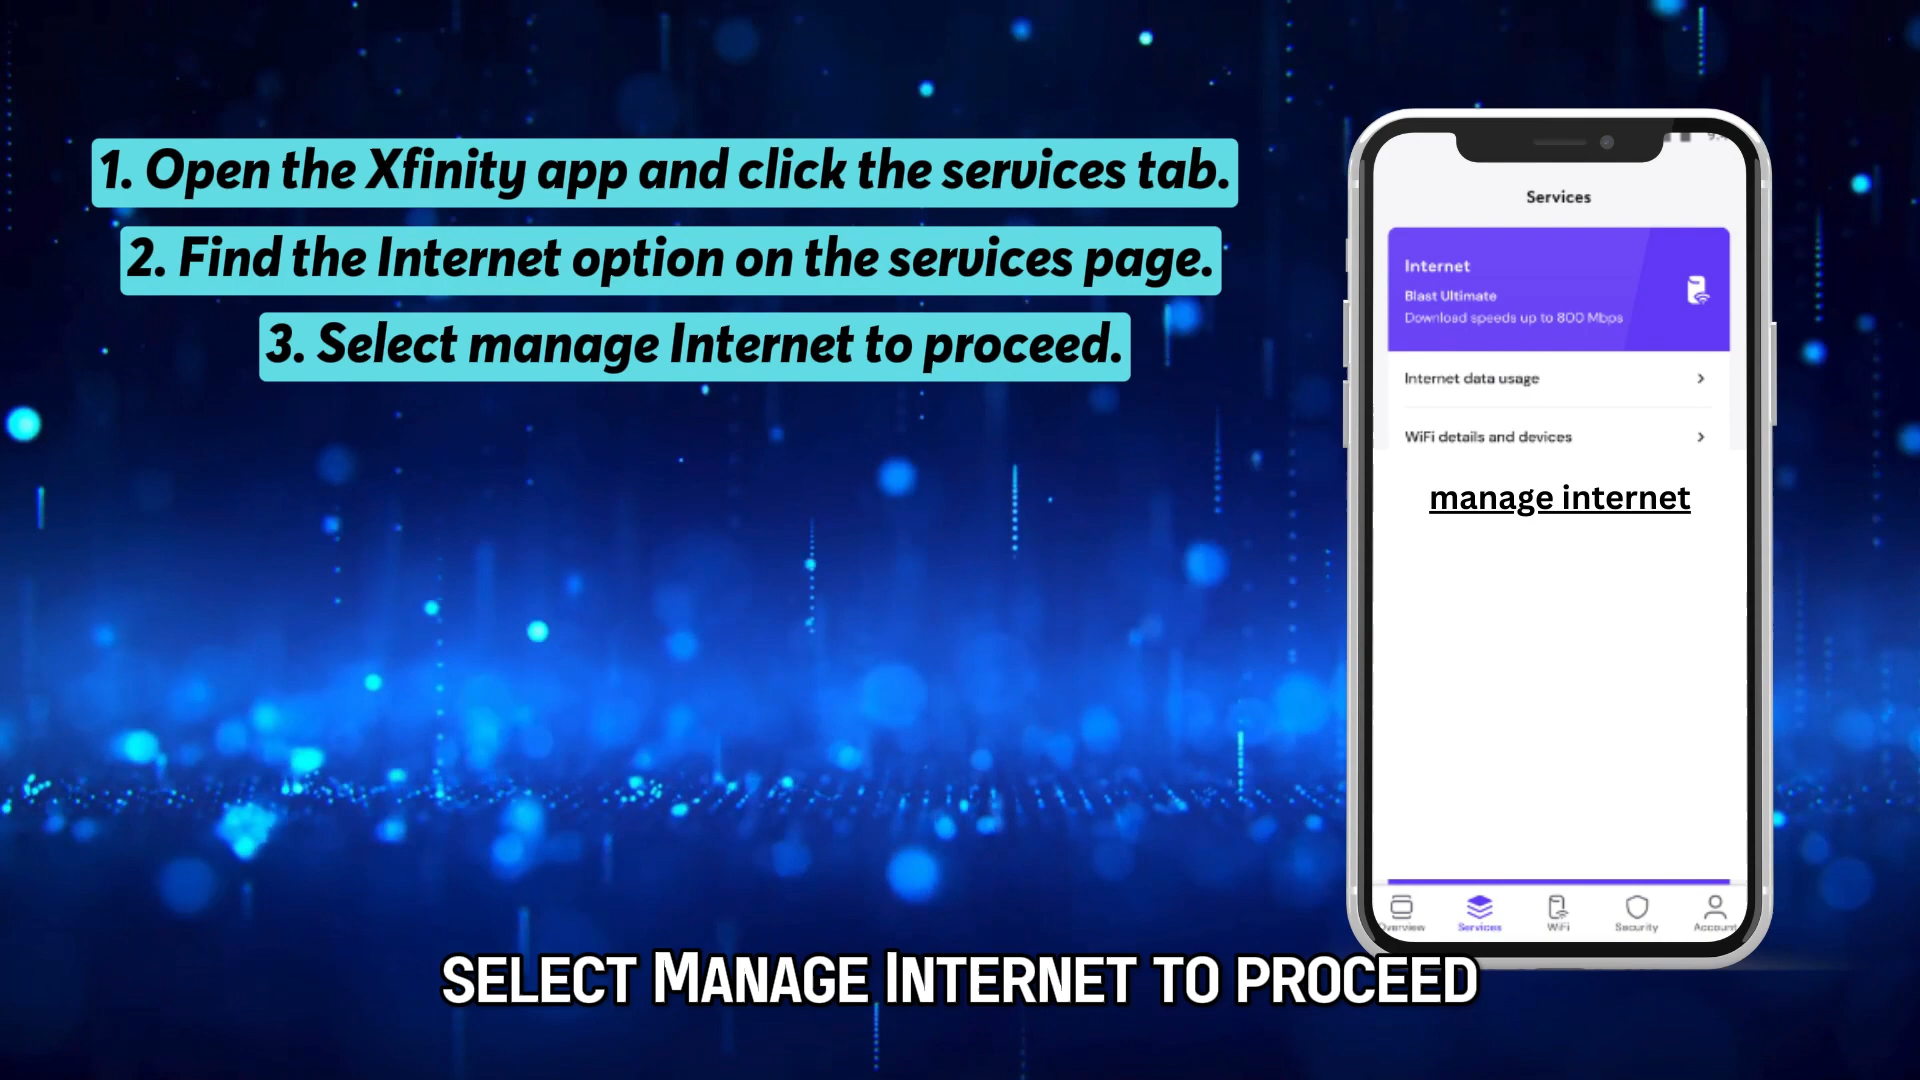 1. Open the Xfinity app and click the services tab.
2. Find the Internet option on the services page.
3. Select manage Internet to proceed.
Services
Internet
Blast Ultimate
Download speeds up to 800 Mbps
Internet data usage
WiFi details and devices
manage internet
Overview Services WiFi Security Account
SELECT MANAGE INTERNET TO PROCEED